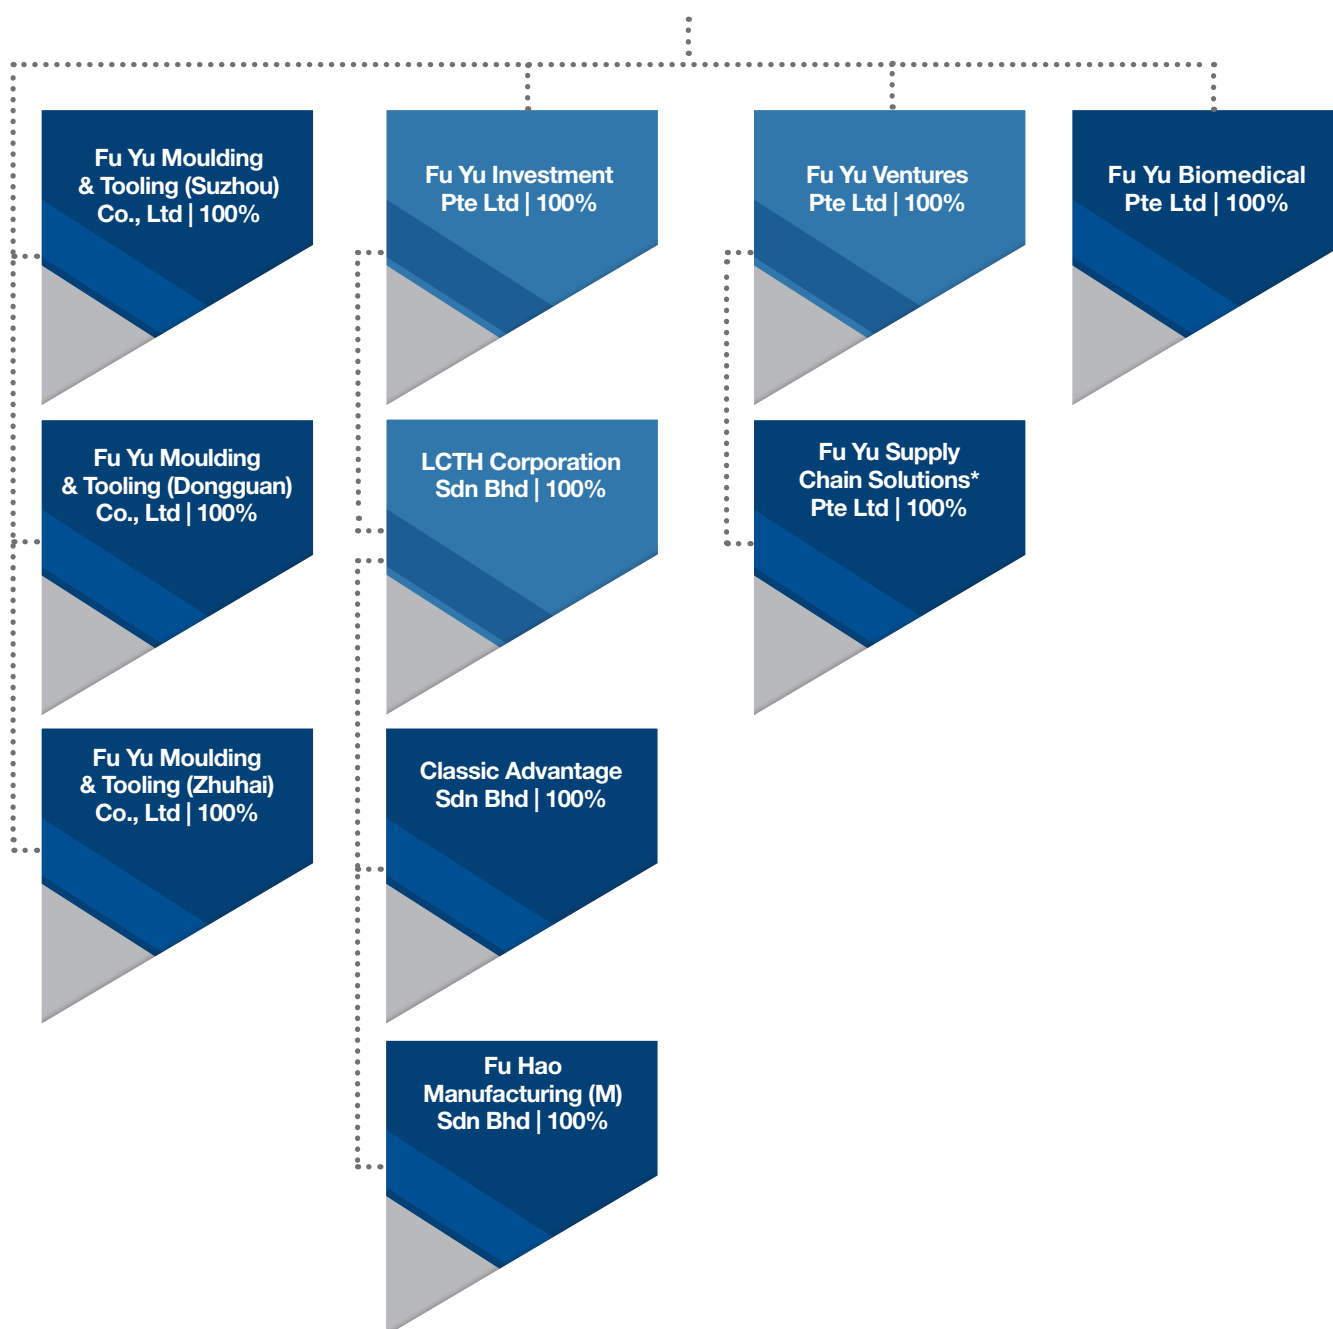 Fu Yu Moulding
& Tooling (Suzhou)
Co., Ltd | 100%
Fu Yu Investment
Pte Ltd | 100%
Fu Yu Ventures
Pte Ltd | 100%
Fu Yu Biomedical
Pte Ltd | 100%
Fu Yu Moulding
& Tooling (Dongguan)
Co., Ltd | 100%
LCTH Corporation
Sdn Bhd | 100%
Fu Yu Supply
Chain Solutions*
Pte Ltd | 100%
Fu Yu Moulding
& Tooling (Zhuhai)
Co., Ltd | 100%
Classic Advantage
Sdn Bhd | 100%
Fu Hao
Manufacturing (M)
Sdn Bhd | 100%